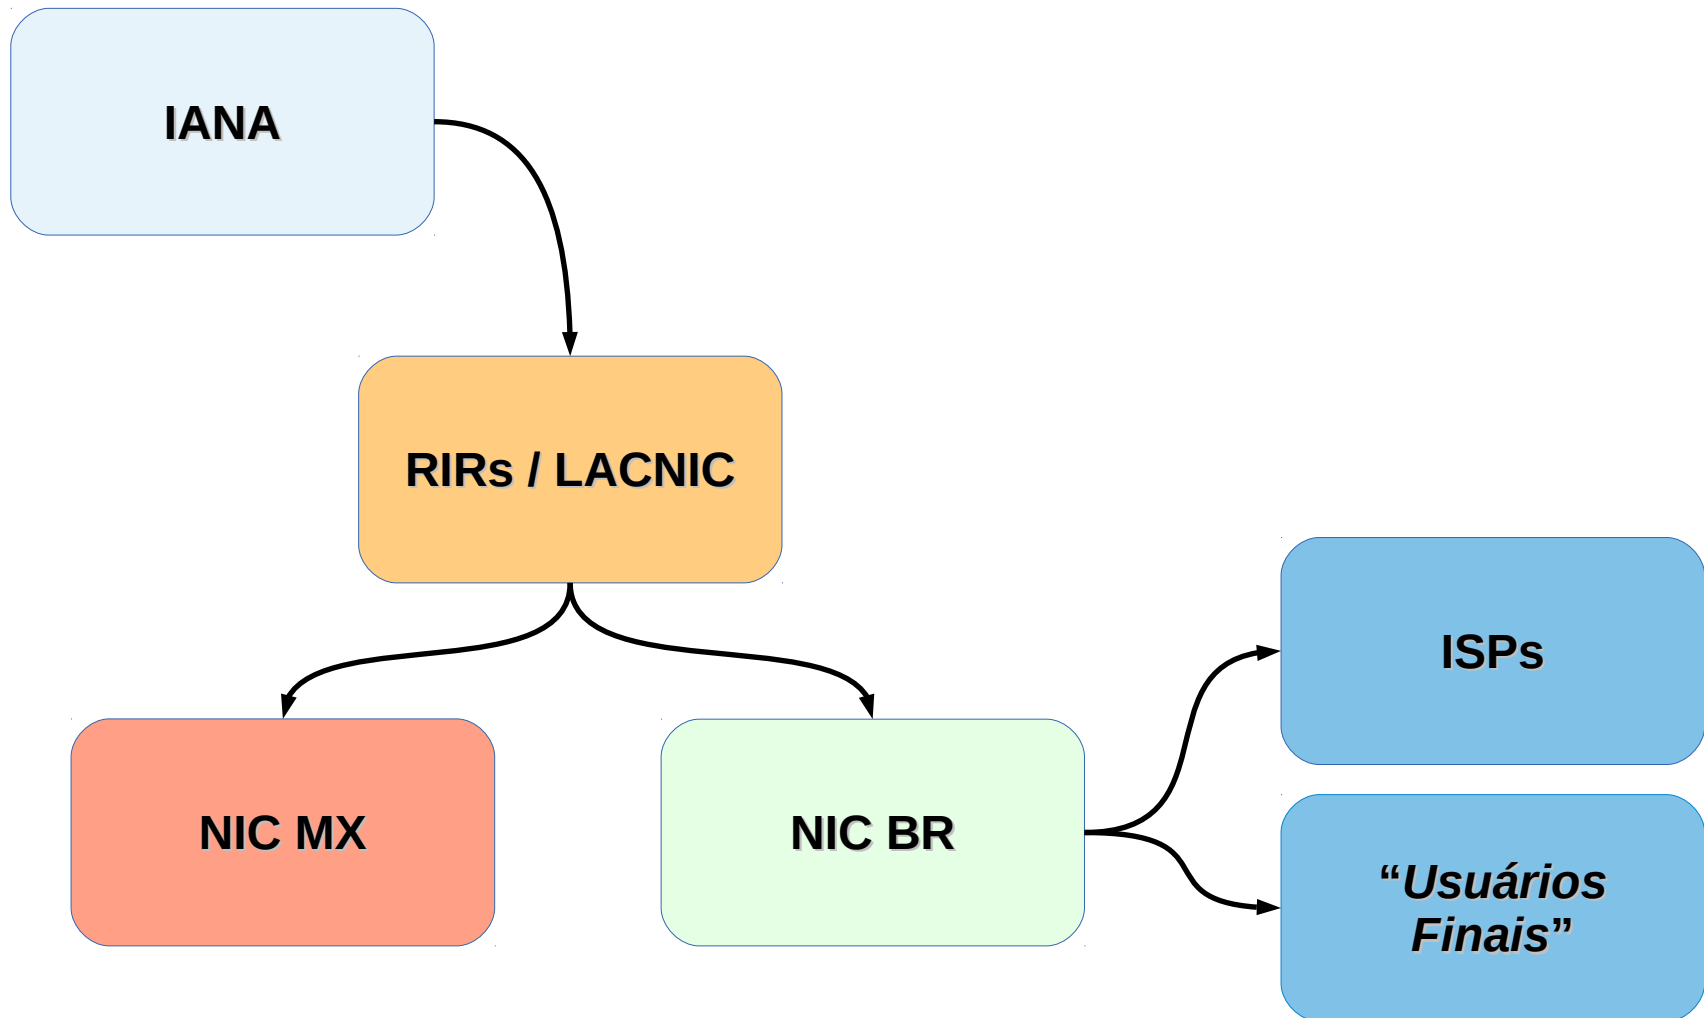 IANA
RIRs / LACNIC
ISPs
NIC MX
NIC BR
“Usuários
Finais”